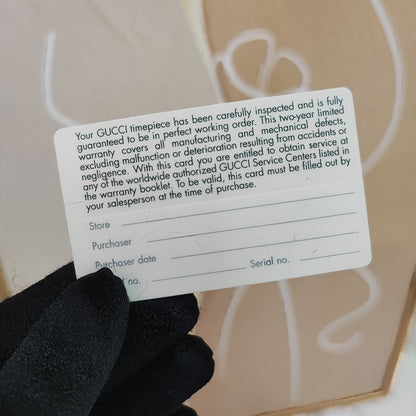 Your GUCCI timepiece has been carefully inspected and is fully
guaranteed to be in perfect working order. This two-year limited
warranty covers all manufacturing and mechanical defects,
excluding malfunction or deterioration resulting from accidents or
negligence. With this card you are entitled to obtain service at
any of the worldwide authorized GUCCI Service Centers listed in
the warranty booklet. To be valid, this card must be filled out by
your salesperson at time of purchase.
Store
Purchaser
Purchaser date
no. Serial no.